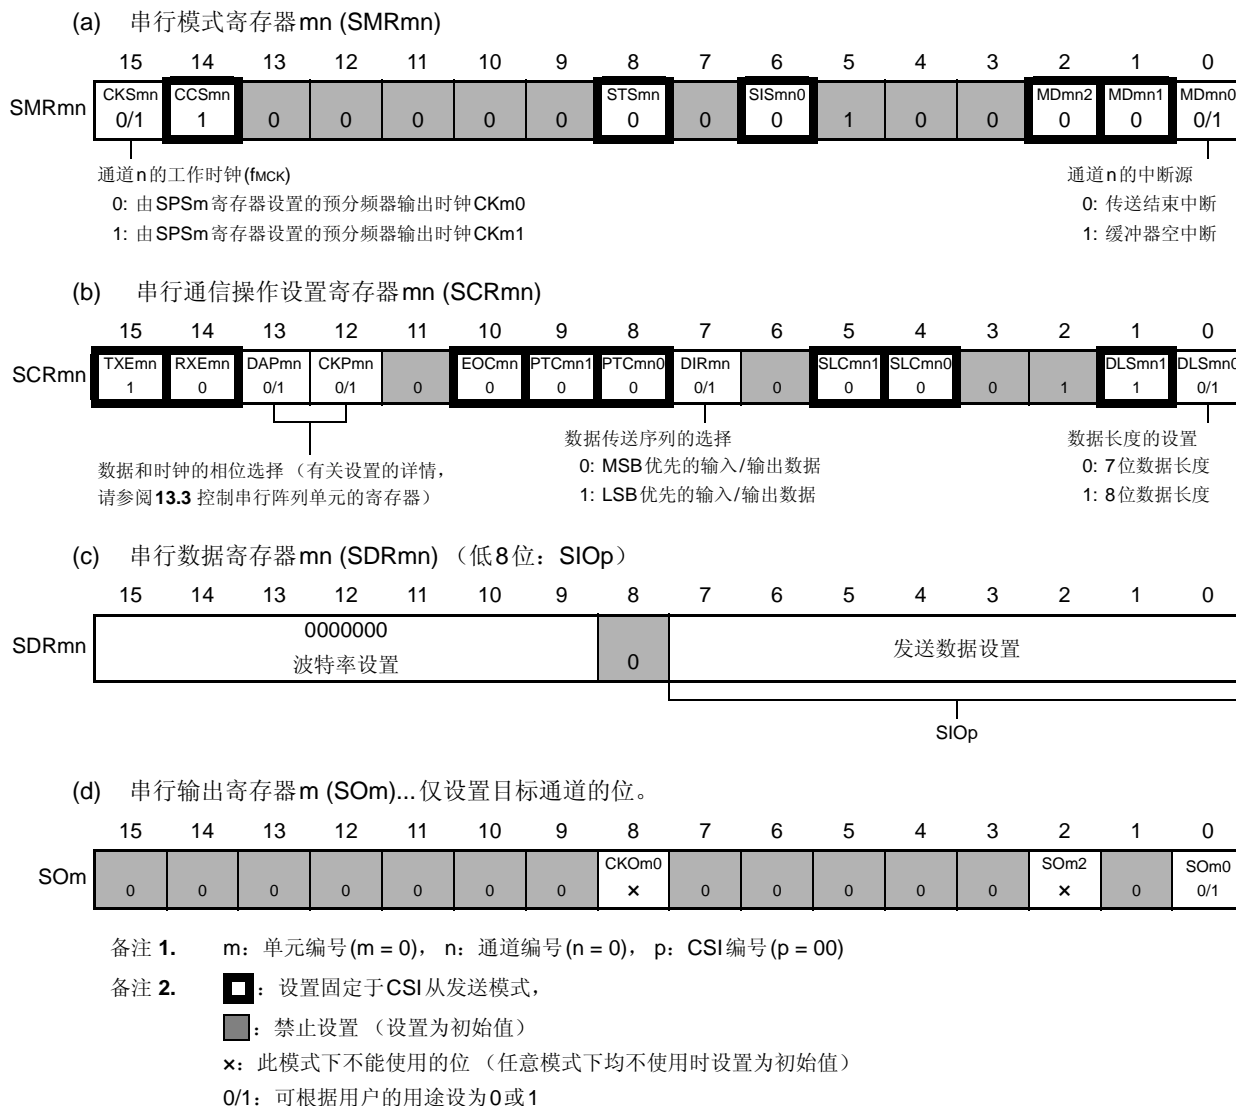 (a) 串行模式寄存器mn (SMRmn)
15 14 13 12 11 10 9 8 7 6 5 4 3 2 1 0
SMRmn
CKSmn CCSmn STSmn SISmn0 MDmn2 MDmn1 MDmn0
0/1 1 0 0 0 0 0 0 0 0 1 0 0 0 0 0/1
通道n的工作时钟(fMCK) 通道n的中断源
0: 由SPSm寄存器设置的预分频器输出时钟CKm0 0: 传送结束中断
1: 由SPSm寄存器设置的预分频器输出时钟CKm1 1: 缓冲器空中断
(b) 串行通信操作设置寄存器mn (SCRmn)
15 14 13 12 11 10 9 8 7 6 5 4 3 2 1 0
SCRmn
TXEmn RXEmn DAPmn CKPmn EOCmn PTCmn1 PTCmn0 DIRmn SLCmn1 SLCmn0 DLSmn1 DLSmn0
1 0 0/1 0/1 0 0 0 0 0/1 0 0 0 0 1 1 0/1
数据传送序列的选择 数据长度的设置
数据和时钟的相位选择（有关设置的详情， 0: MSB优先的输入/输出数据 0: 7位数据长度
请参阅13.3 控制串行阵列单元的寄存器） 1: LSB优先的输入/输出数据 1: 8位数据长度
(c) 串行数据寄存器mn (SDRmn)（低8位：SIOp）
15 14 13 12 11 10 9 8 7 6 5 4 3 2 1 0
SDRmn
0000000
波特率设置 0 发送数据设置
SIOp
(d) 串行输出寄存器m (SOm)...仅设置目标通道的位。
15 14 13 12 11 10 9 8 7 6 5 4 3 2 1 0
SOm
CKOm0 SOm2 SOm0
0 0 0 0 0 0 0 × 0 0 0 0 0 × 0 0/1
备注 1. m：单元编号(m = 0)， n：通道编号(n = 0)， p：CSI编号(p = 00)
备注 2. ：设置固定于CSI从发送模式，
：禁止设置（设置为初始值）
×：此模式下不能使用的位（任意模式下均不使用时设置为初始值）
0/1：可根据用户的用途设为0或1